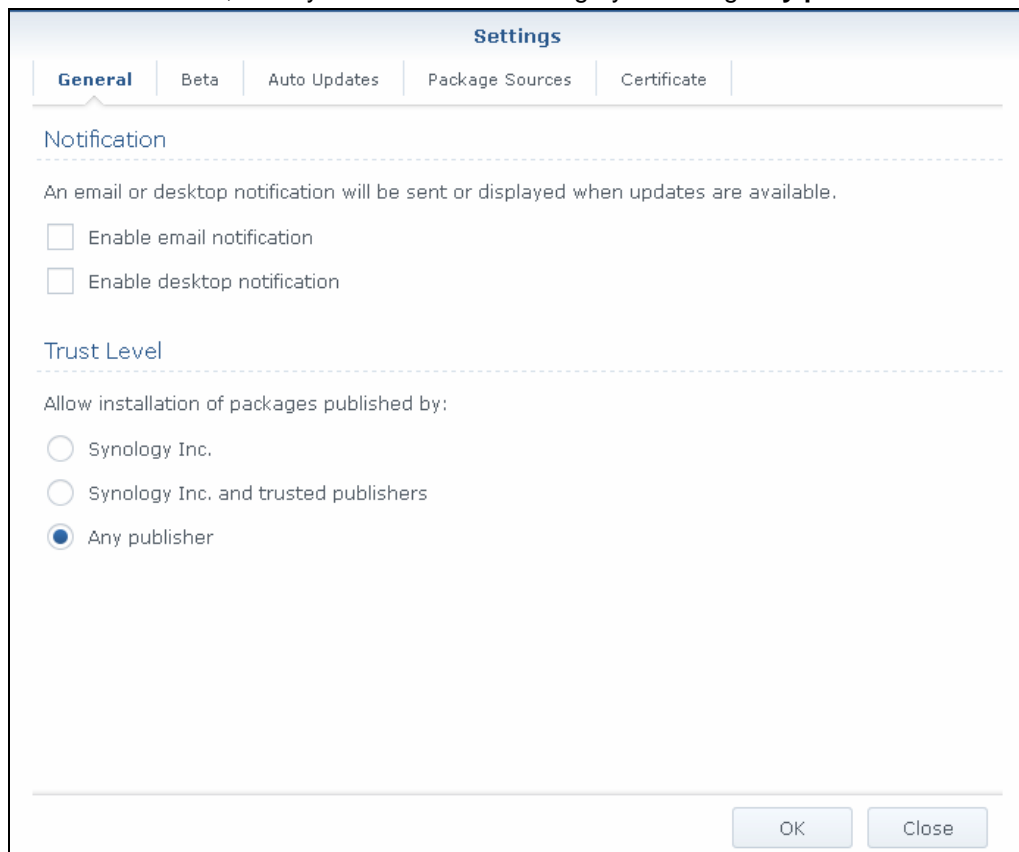 Settings
General Beta Auto Updates Package Sources Certificate
Notification
An email or desktop notification will be sent or displayed when updates are available.
Enable email notification
Enable desktop notification
Trust Level
Allow installation of packages published by:
Synology Inc.
Synology Inc. and trusted publishers
Any publisher
OK Close